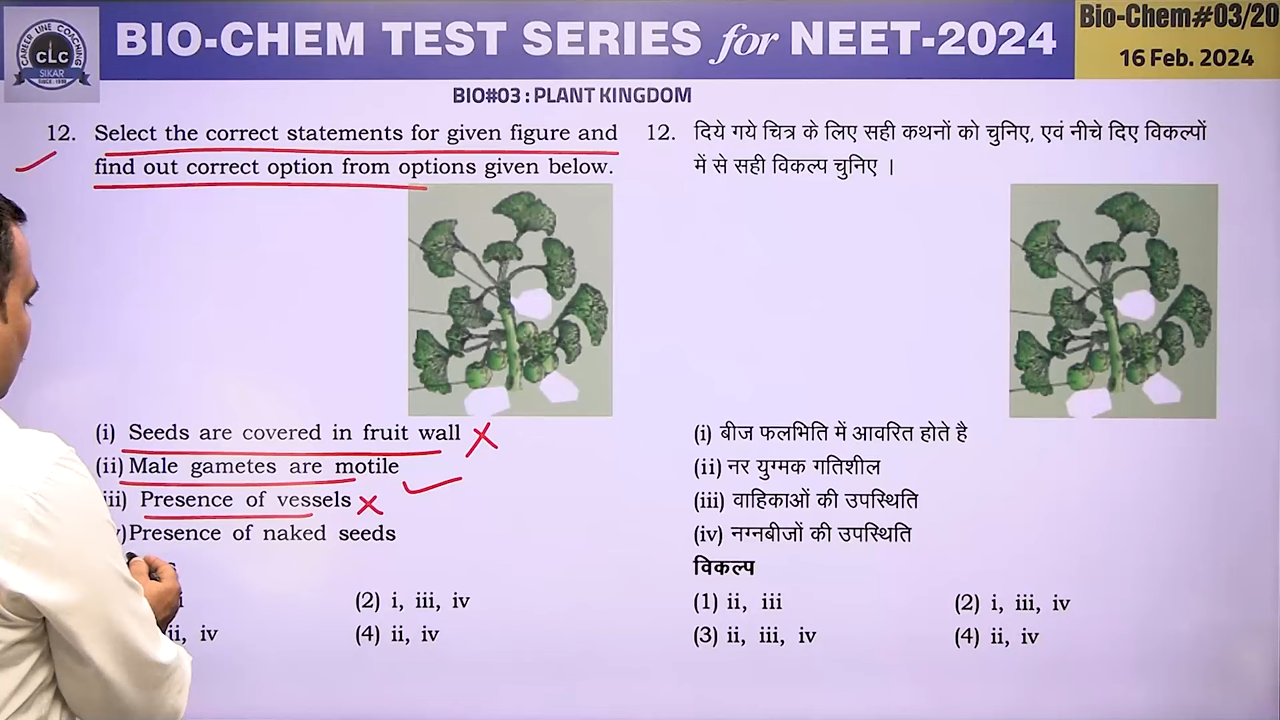 CAREER LINE COACHING
CLC
SIKAR
BIO-CHEM TEST SERIES for NEET-2024
Bio-Chem#03/20
16 Feb. 2024
BIO#03 : PLANT KINGDOM
12. Select the correct statements for given figure and
find out correct option from options given below.
(i) Seeds are covered in fruit wall
(ii) Male gametes are motile
iii) Presence of vessels
)Presence of naked seeds
(2) i, iii, iv
ii, iv
(4) ii, iv
12. दिये गये चित्र के लिए सही कथनों को चुनिए, एवं नीचे दिए विकल्पों
में से सही विकल्प चुनिए ।
(i) बीज फलभिति में आवरित होते है
(ii) नर युग्मक गतिशील
(iii) वाहिकाओं की उपस्थिति
(iv) नग्नबीजों की उपस्थिति
विकल्प
(1) ii, iii
(2) i, iii, iv
(3) ii, iii, iv
(4) ii, iv